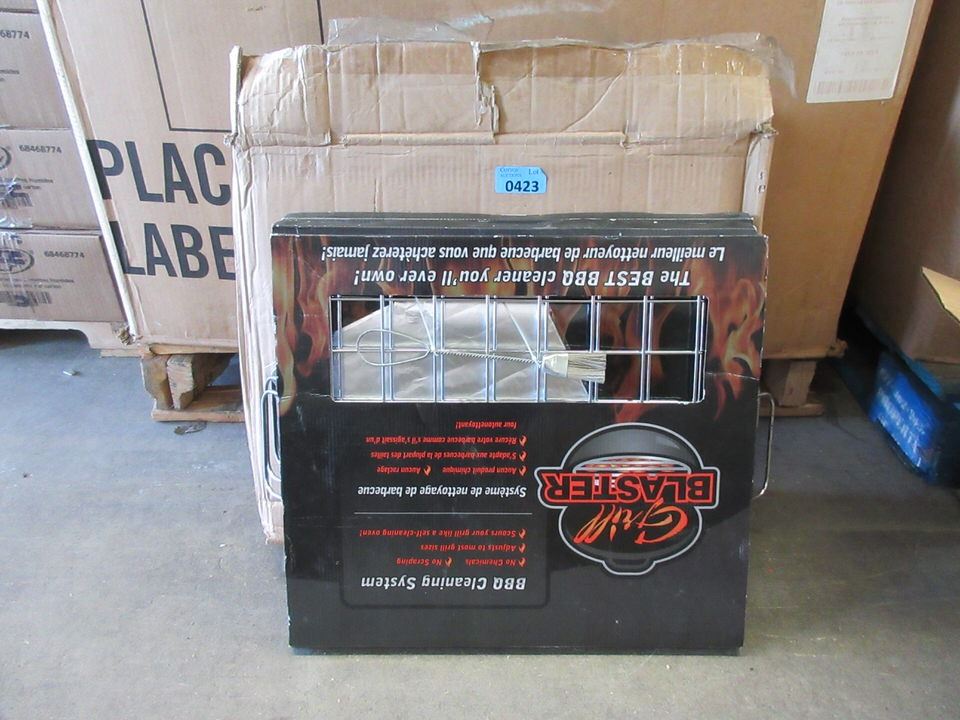 68774
68468774
68468774
PLAC
LABE
Lot
0423
BBQ Cleaning System
No Chemicals No Scraping
Adjusts to most grill sizes
Scours your grill like a self-cleaning oven!
Système de nettoyage de barbecue
Aucun produit chimique Aucun raclage
S'adapte aux barbecues de la plupart des tailles
Récure votre barbecue comme s'il s'agissait d'un
four autonettoyant!
Grill
BLASTER
The BEST BBQ cleaner you'll ever own!
Le meilleur nettoyeur de barbecue que vous achèterez jamais!